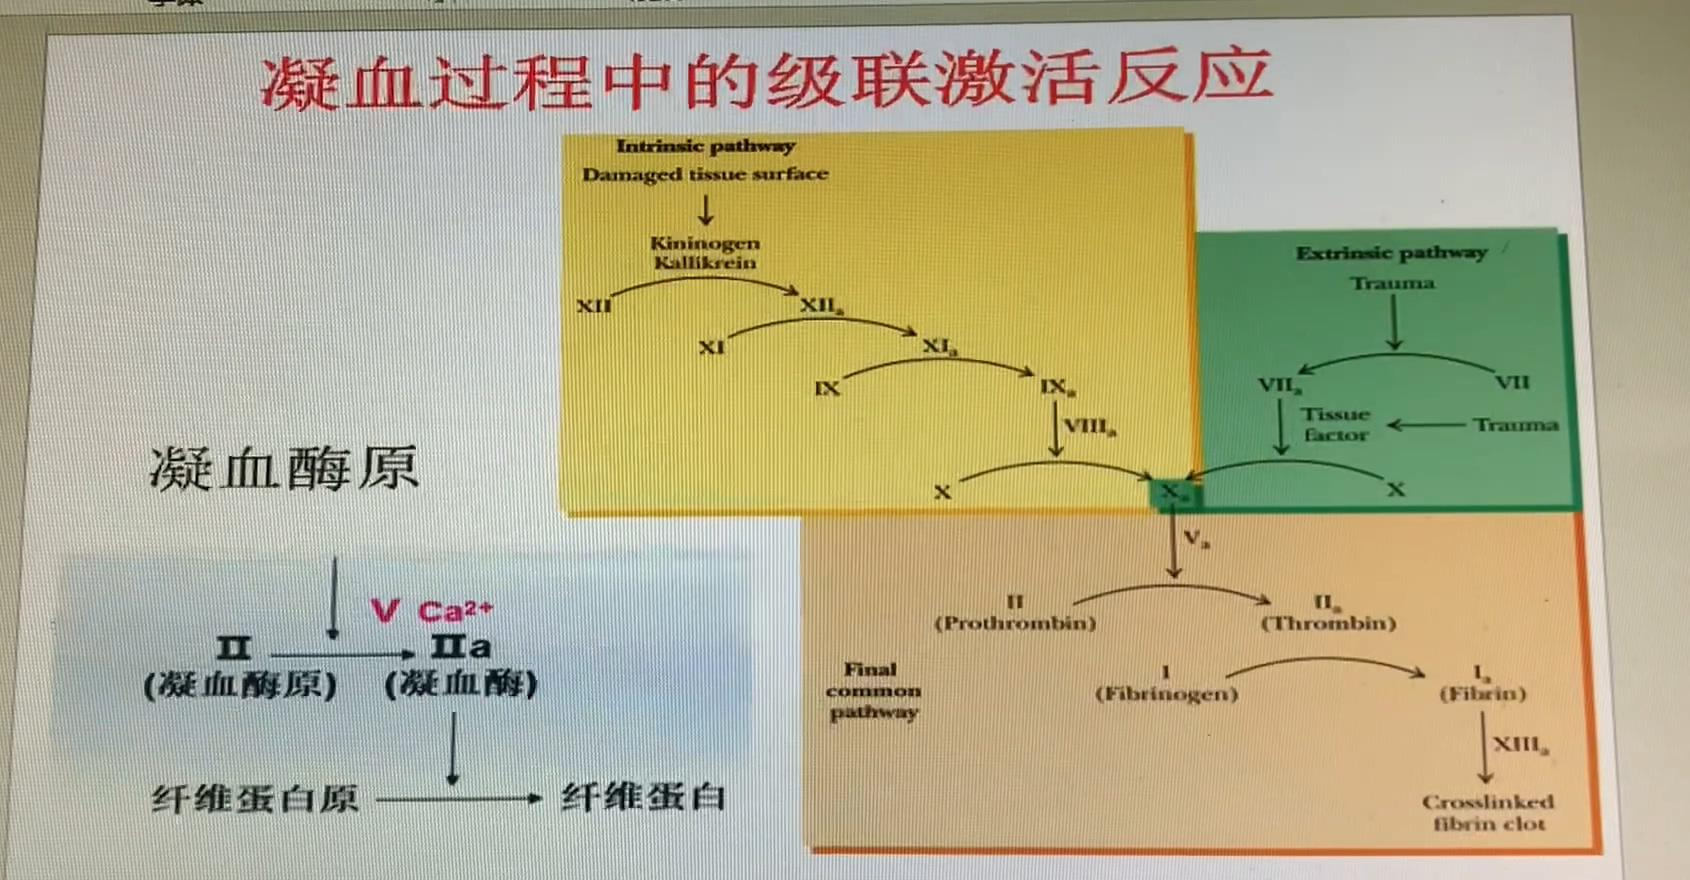 凝血过程中的级联激活反应
Intrinsic pathway
Damaged tissue surface
Kininogen
Kallikrein
XII
XIIa
XI
XIa
IX
IXa
VIIIa
X
Xa
Extrinsic pathway
Trauma
VIIa
VII
Tissue
factor
Trauma
X
Va
II
(Prothrombin)
IIa
(Thrombin)
Final
common
pathway
I
(Fibrinogen)
Ia
(Fibrin)
XIIIa
Crosslinked
fibrin clot
凝血酶原
V Ca2+
II
IIa
(凝血酶原)
(凝血酶)
纤维蛋白原
纤维蛋白